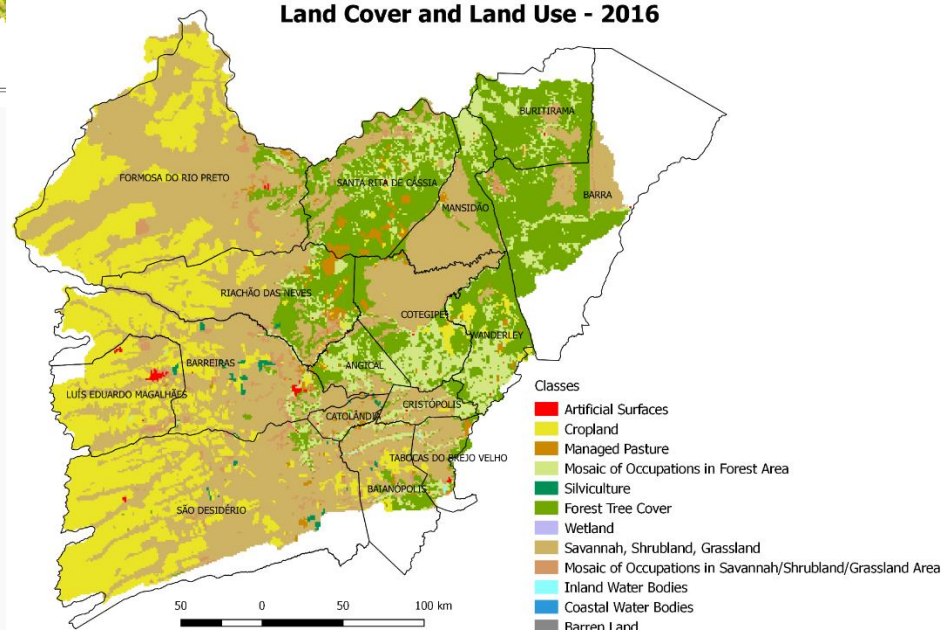 Land Cover and Land Use - 2016
BURITIRAMA
FORMOSA DO RIO PRETO
SANTA RITA DE CÁSSIA
BARRA
MANSIDÃO
RIACHÃO DAS NEVES
COTEGIPE
WANDERLEY
BARREIRAS
ANGICAL
LUÍS EDUARDO MAGALHÃES
CRISTÓPOLIS
CATOLÂNDIA
TABOCAS DO BREJO VELHO
BAIANÓPOLIS
SÃO DESIDÉRIO
Classes
Artificial Surfaces
Cropland
Managed Pasture
Mosaic of Occupations in Forest Area
Silviculture
Forest Tree Cover
Wetland
Savannah, Shrubland, Grassland
Mosaic of Occupations in Savannah/Shrubland/Grassland Area
Inland Water Bodies
Coastal Water Bodies
Barren Land
50 0 50 100 km